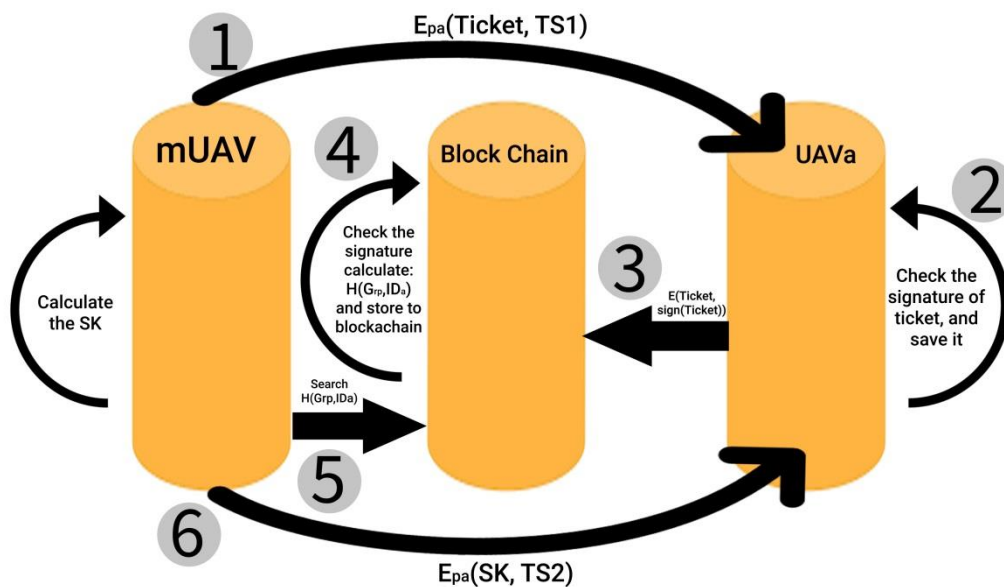 1
Epa(Ticket, TS1)
mUAV
4
Block Chain
UAVa
2
Check the
signature
calculate:
H(Grp,IDa)
and store to
blockachain
3
E(Ticket,
sign(Ticket))
Check the
signature of
ticket, and
save it
Calculate
the SK
Search
H(Grp,IDa)
5
6
Epa(SK, TS2)